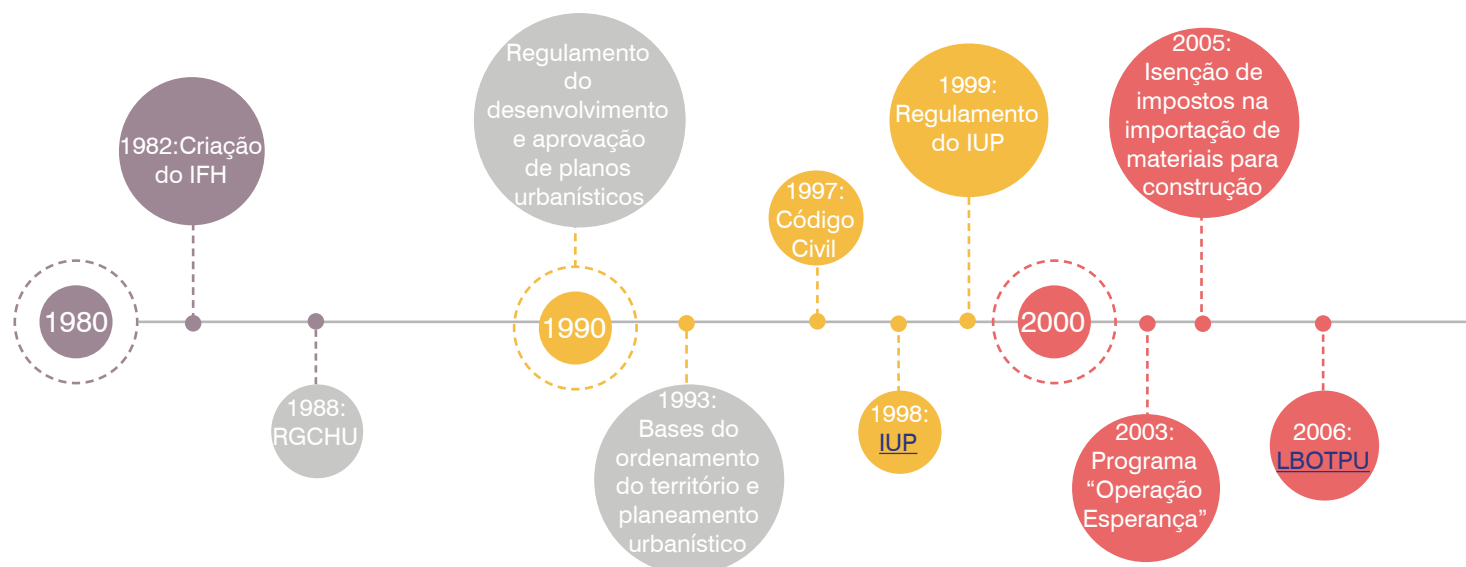 1980
1982:Criação
do IFH
1988:
RGCHU
Regulamento
do
desenvolvimento
e aprovação
de planos
urbanísticos
1990
1993:
Bases do
ordenamento
do território e
planeamento
urbanístico
1997:
Código
Civil
1998:
IUP
1999:
Regulamento
do IUP
2000
2003:
Programa
“Operação
Esperança”
2005:
Isenção de
impostos na
importação de
materiais para
construção
2006:
LBOTPU